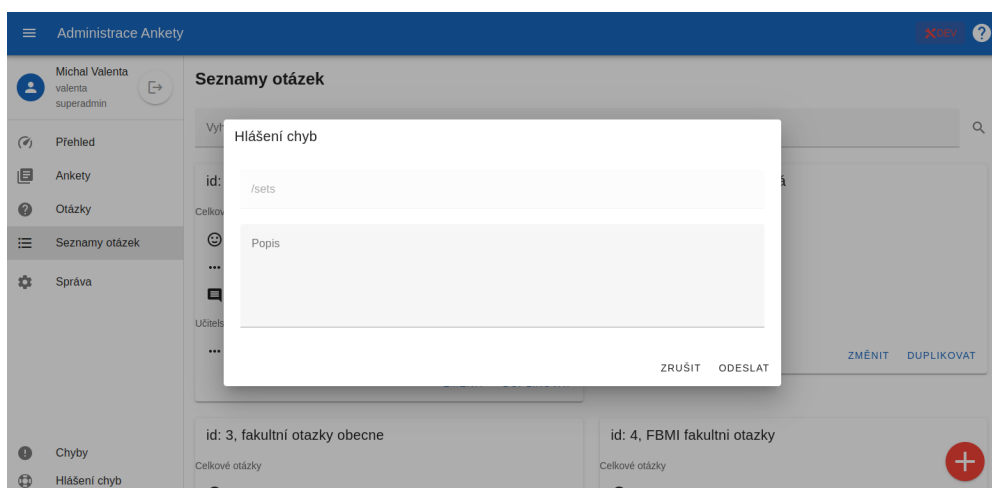 Administrace Ankety
DEV
Michal Valenta
valenta
superadmin
Přehled
Ankety
Otázky
Seznamy otázek
Správa
Chyby
Hlášení chyb
Seznamy otázek
id:
Hlášení chyb
/sets
Popis
ZRUŠIT ODESLAT
ZMĚNIT DUPLIKOVAT
id: 3, fakultní otazky obecne
Celkové otázky
id: 4, FBMI fakultni otazky
Celkové otázky